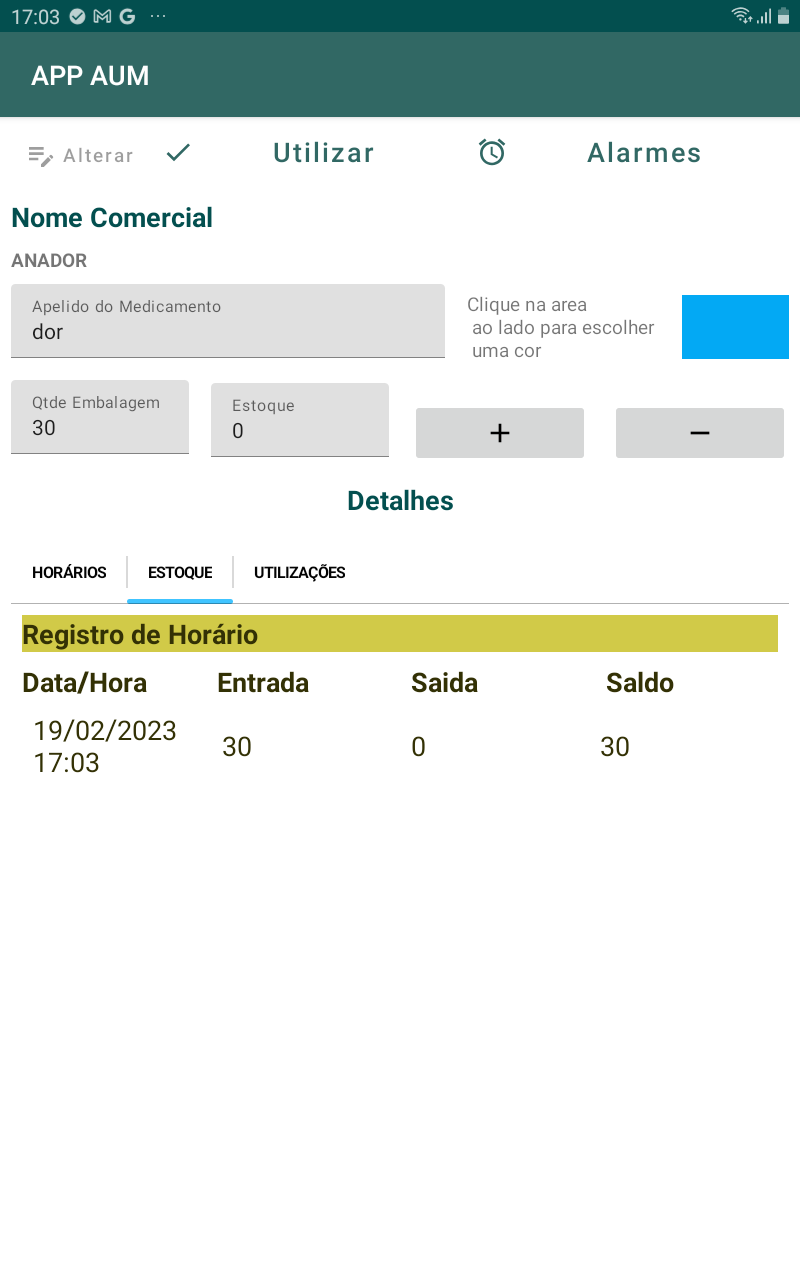 17:03
APP AUM
Alterar
Utilizar
Alarmes
Nome Comercial
ANADOR
Apelido do Medicamento
dor
Clique na area
ao lado para escolher
uma cor
Qtde Embalagem
30
Estoque
0
+
−
Detalhes
HORÁRIOS
ESTOQUE
UTILIZAÇÕES
Registro de Horário
Data/Hora Entrada Saida Saldo
19/02/2023
17:03
30
0
30